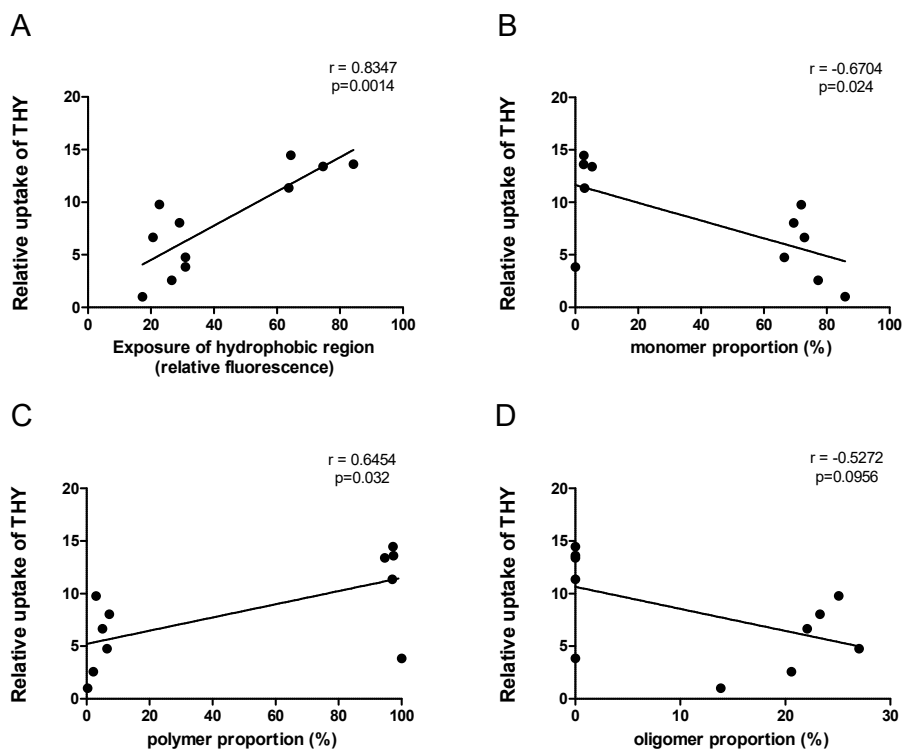 A
r = 0.8347
p=0.0014
Relative uptake of THY
20
15
10
5
0
0 20 40 60 80 100
Exposure of hydrophobic region
(relative fluorescence)
B
r = -0.6704
p=0.024
Relative uptake of THY
20
15
10
5
0
0 20 40 60 80 100
monomer proportion (%)
C
r = 0.6454
p=0.032
Relative uptake of THY
20
15
10
5
0
0 20 40 60 80 100
polymer proportion (%)
D
r = -0.5272
p=0.0956
Relative uptake of THY
20
15
10
5
0
0 10 20 30
oligomer proportion (%)